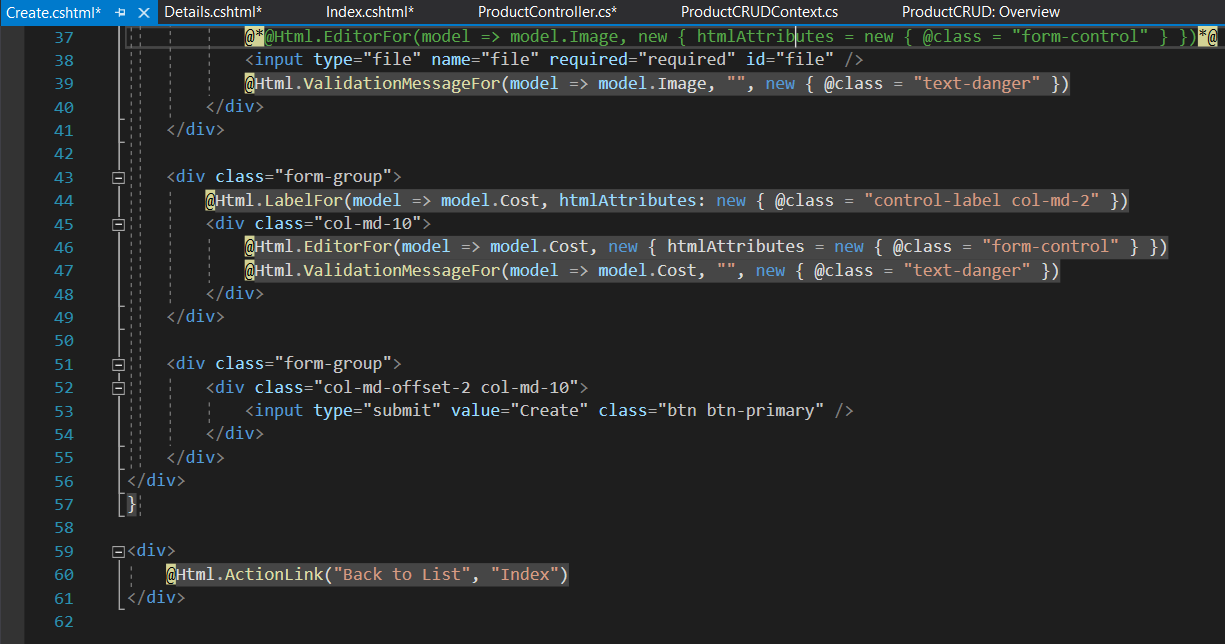 Create.cshtml* Details.cshtml* Index.cshtml* ProductController.cs* ProductCRUDContext.cs ProductCRUD: Overview
37 @*@Html.EditorFor(model => model.Image, new { htmlAttributes = new { @class = "form-control" } })*@
38 <input type="file" name="file" required="required" id="file" />
39 @Html.ValidationMessageFor(model => model.Image, "", new { @class = "text-danger" })
40 </div>
41 </div>
42
43 <div class="form-group">
44 @Html.LabelFor(model => model.Cost, htmlAttributes: new { @class = "control-label col-md-2" })
45 <div class="col-md-10">
46 @Html.EditorFor(model => model.Cost, new { htmlAttributes = new { @class = "form-control" } })
47 @Html.ValidationMessageFor(model => model.Cost, "", new { @class = "text-danger" })
48 </div>
49 </div>
50
51 <div class="form-group">
52 <div class="col-md-offset-2 col-md-10">
53 <input type="submit" value="Create" class="btn btn-primary" />
54 </div>
55 </div>
56 </div>
57 }
58
59 <div>
60 @Html.ActionLink("Back to List", "Index")
61 </div>
62